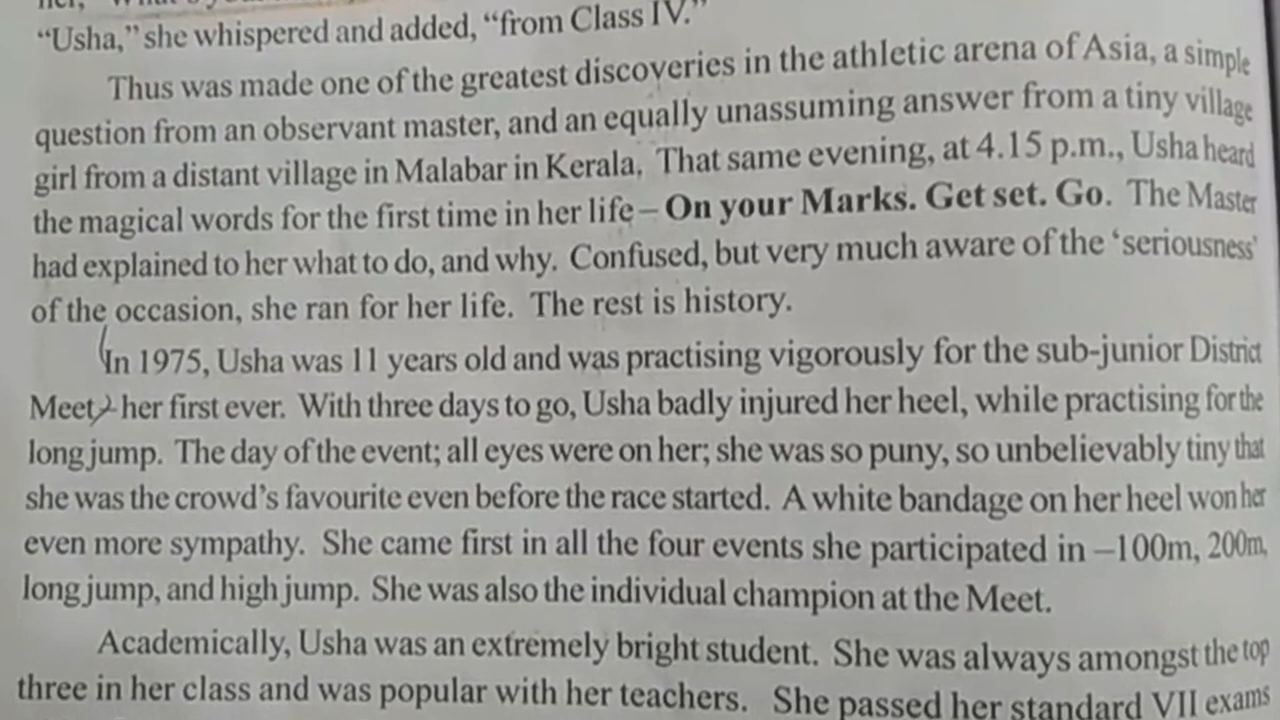 "Usha," she whispered and added, "from Class IV."
Thus was made one of the greatest discoveries in the athletic arena of Asia, a simple
question from an observant master, and an equally unassuming answer from a tiny village
girl from a distant village in Malabar in Kerala. That same evening, at 4.15 p.m., Usha heard
the magical words for the first time in her life – On your Marks. Get set. Go. The Master
had explained to her what to do, and why. Confused, but very much aware of the 'seriousness'
of the occasion, she ran for her life. The rest is history.
In 1975, Usha was 11 years old and was practising vigorously for the sub-junior District
Meet, her first ever. With three days to go, Usha badly injured her heel, while practising for the
long jump. The day of the event; all eyes were on her; she was so puny, so unbelievably tiny that
she was the crowd's favourite even before the race started. A white bandage on her heel won her
even more sympathy. She came first in all the four events she participated in –100m, 200m,
long jump, and high jump. She was also the individual champion at the Meet.
Academically, Usha was an extremely bright student. She was always amongst the top
three in her class and was popular with her teachers. She passed her standard VII exams